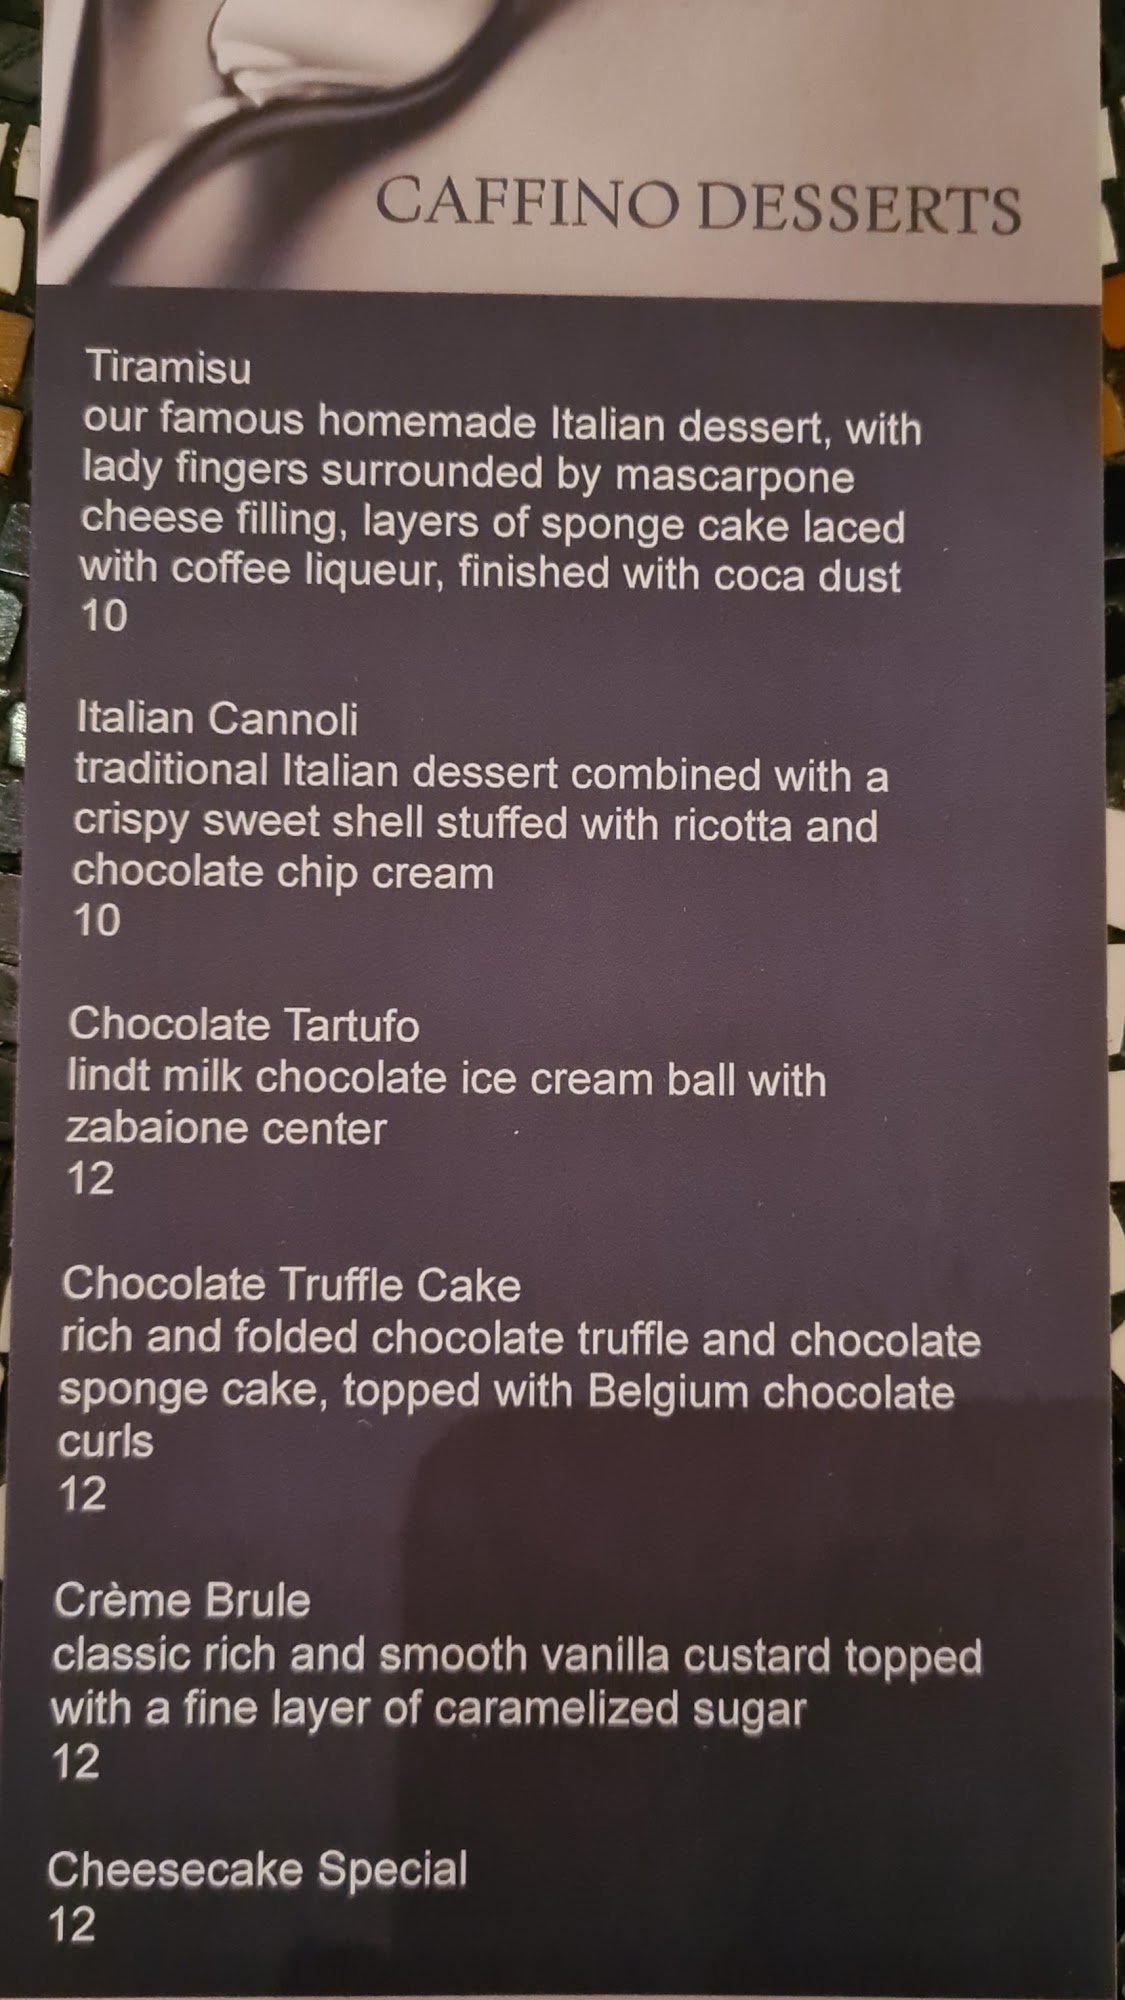 CAFFINO DESSERTS
Tiramisu
our famous homemade Italian dessert, with
lady fingers surrounded by mascarpone
cheese filling, layers of sponge cake laced
with coffee liqueur, finished with coca dust
10
Italian Cannoli
traditional Italian dessert combined with a
crispy sweet shell stuffed with ricotta and
chocolate chip cream
10
Chocolate Tartufo
lindt milk chocolate ice cream ball with
zabaione center
12
Chocolate Truffle Cake
rich and folded chocolate truffle and chocolate
sponge cake, topped with Belgium chocolate
curls
12
Crème Brule
classic rich and smooth vanilla custard topped
with a fine layer of caramelized sugar
12
Cheesecake Special
12